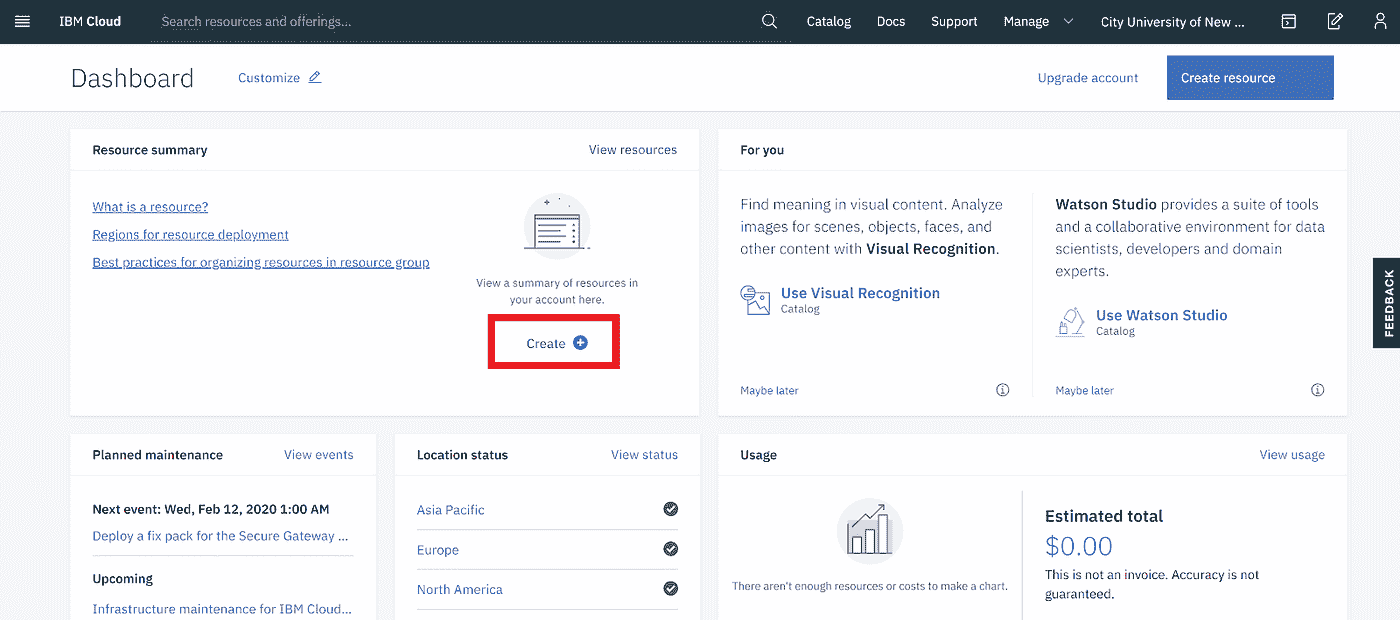 IBM Cloud
Search resources and offerings...
Catalog
Docs
Support
Manage
City University of New ...
Dashboard
Customize
Upgrade account
Create resource
Resource summary
View resources
What is a resource?
Regions for resource deployment
Best practices for organizing resources in resource group
View a summary of resources in
your account here.
Create
For you
Find meaning in visual content. Analyze
images for scenes, objects, faces, and
other content with Visual Recognition.
Use Visual Recognition
Catalog
Maybe later
Watson Studio provides a suite of tools
and a collaborative environment for data
scientists, developers and domain
experts.
Use Watson Studio
Catalog
Maybe later
FEEDBACK
Planned maintenance
View events
Next event: Wed, Feb 12, 2020 1:00 AM
Deploy a fix pack for the Secure Gateway ...
Upcoming
Infrastructure maintenance for IBM Cloud...
Location status
View status
Asia Pacific
Europe
North America
Usage
View usage
There aren't enough resources or costs to make a chart.
Estimated total
$0.00
This is not an invoice. Accuracy is not
guaranteed.